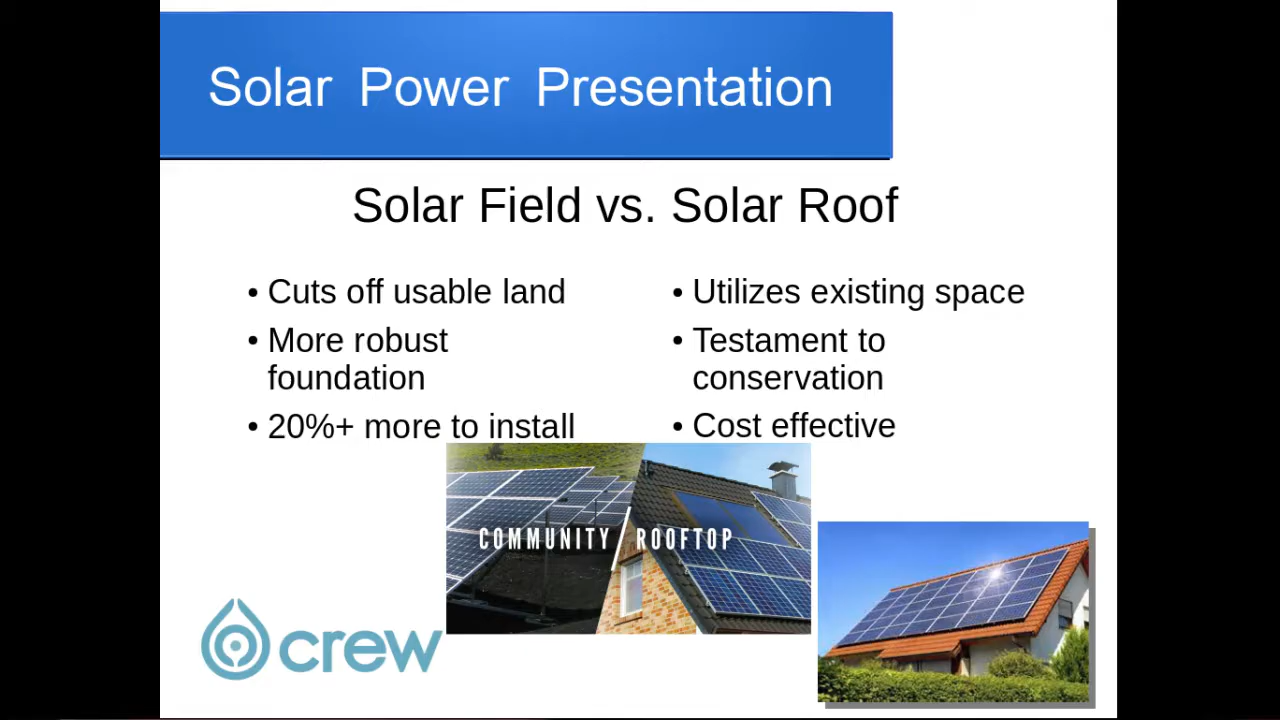 Solar Power Presentation
Solar Field vs. Solar Roof
• Cuts off usable land
• More robust
foundation
• 20%+ more to install
• Utilizes existing space
• Testament to
conservation
• Cost effective
COMMUNITY / ROOFTOP
crew